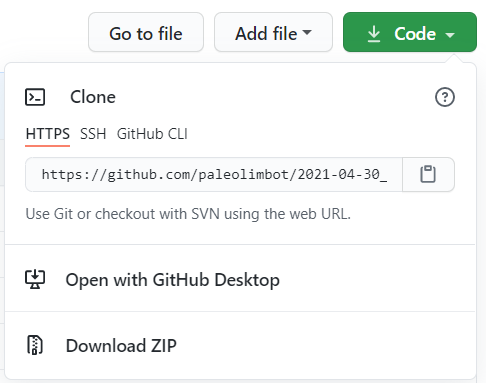 Go to file Add file Code
Clone
HTTPS SSH GitHub CLI
https://github.com/paleolimbot/2021-04-30_
Use Git or checkout with SVN using the web URL.
Open with GitHub Desktop
Download ZIP